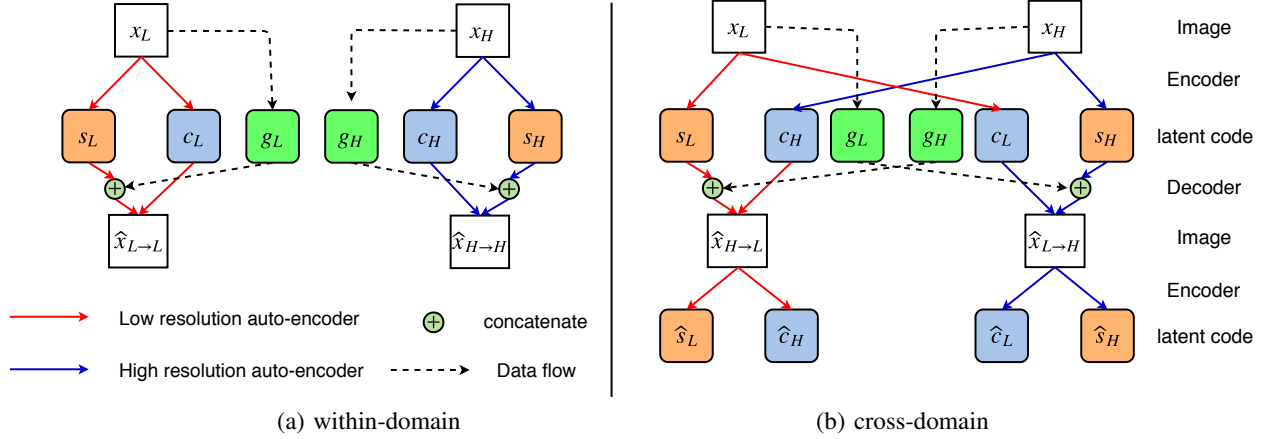 x_L x_H x_L x_H Image
Encoder
s_L c_L g_L g_H c_H s_H s_L c_H g_L g_H c_L s_H latent code
+ + + + Decoder
x̂_{L→L} x̂_{H→H} x̂_{H→L} x̂_{L→H} Image
Encoder
Low resolution auto-encoder + concatenate ŝ_L ĉ_H ĉ_L ŝ_H latent code
High resolution auto-encoder Data flow
(a) within-domain (b) cross-domain